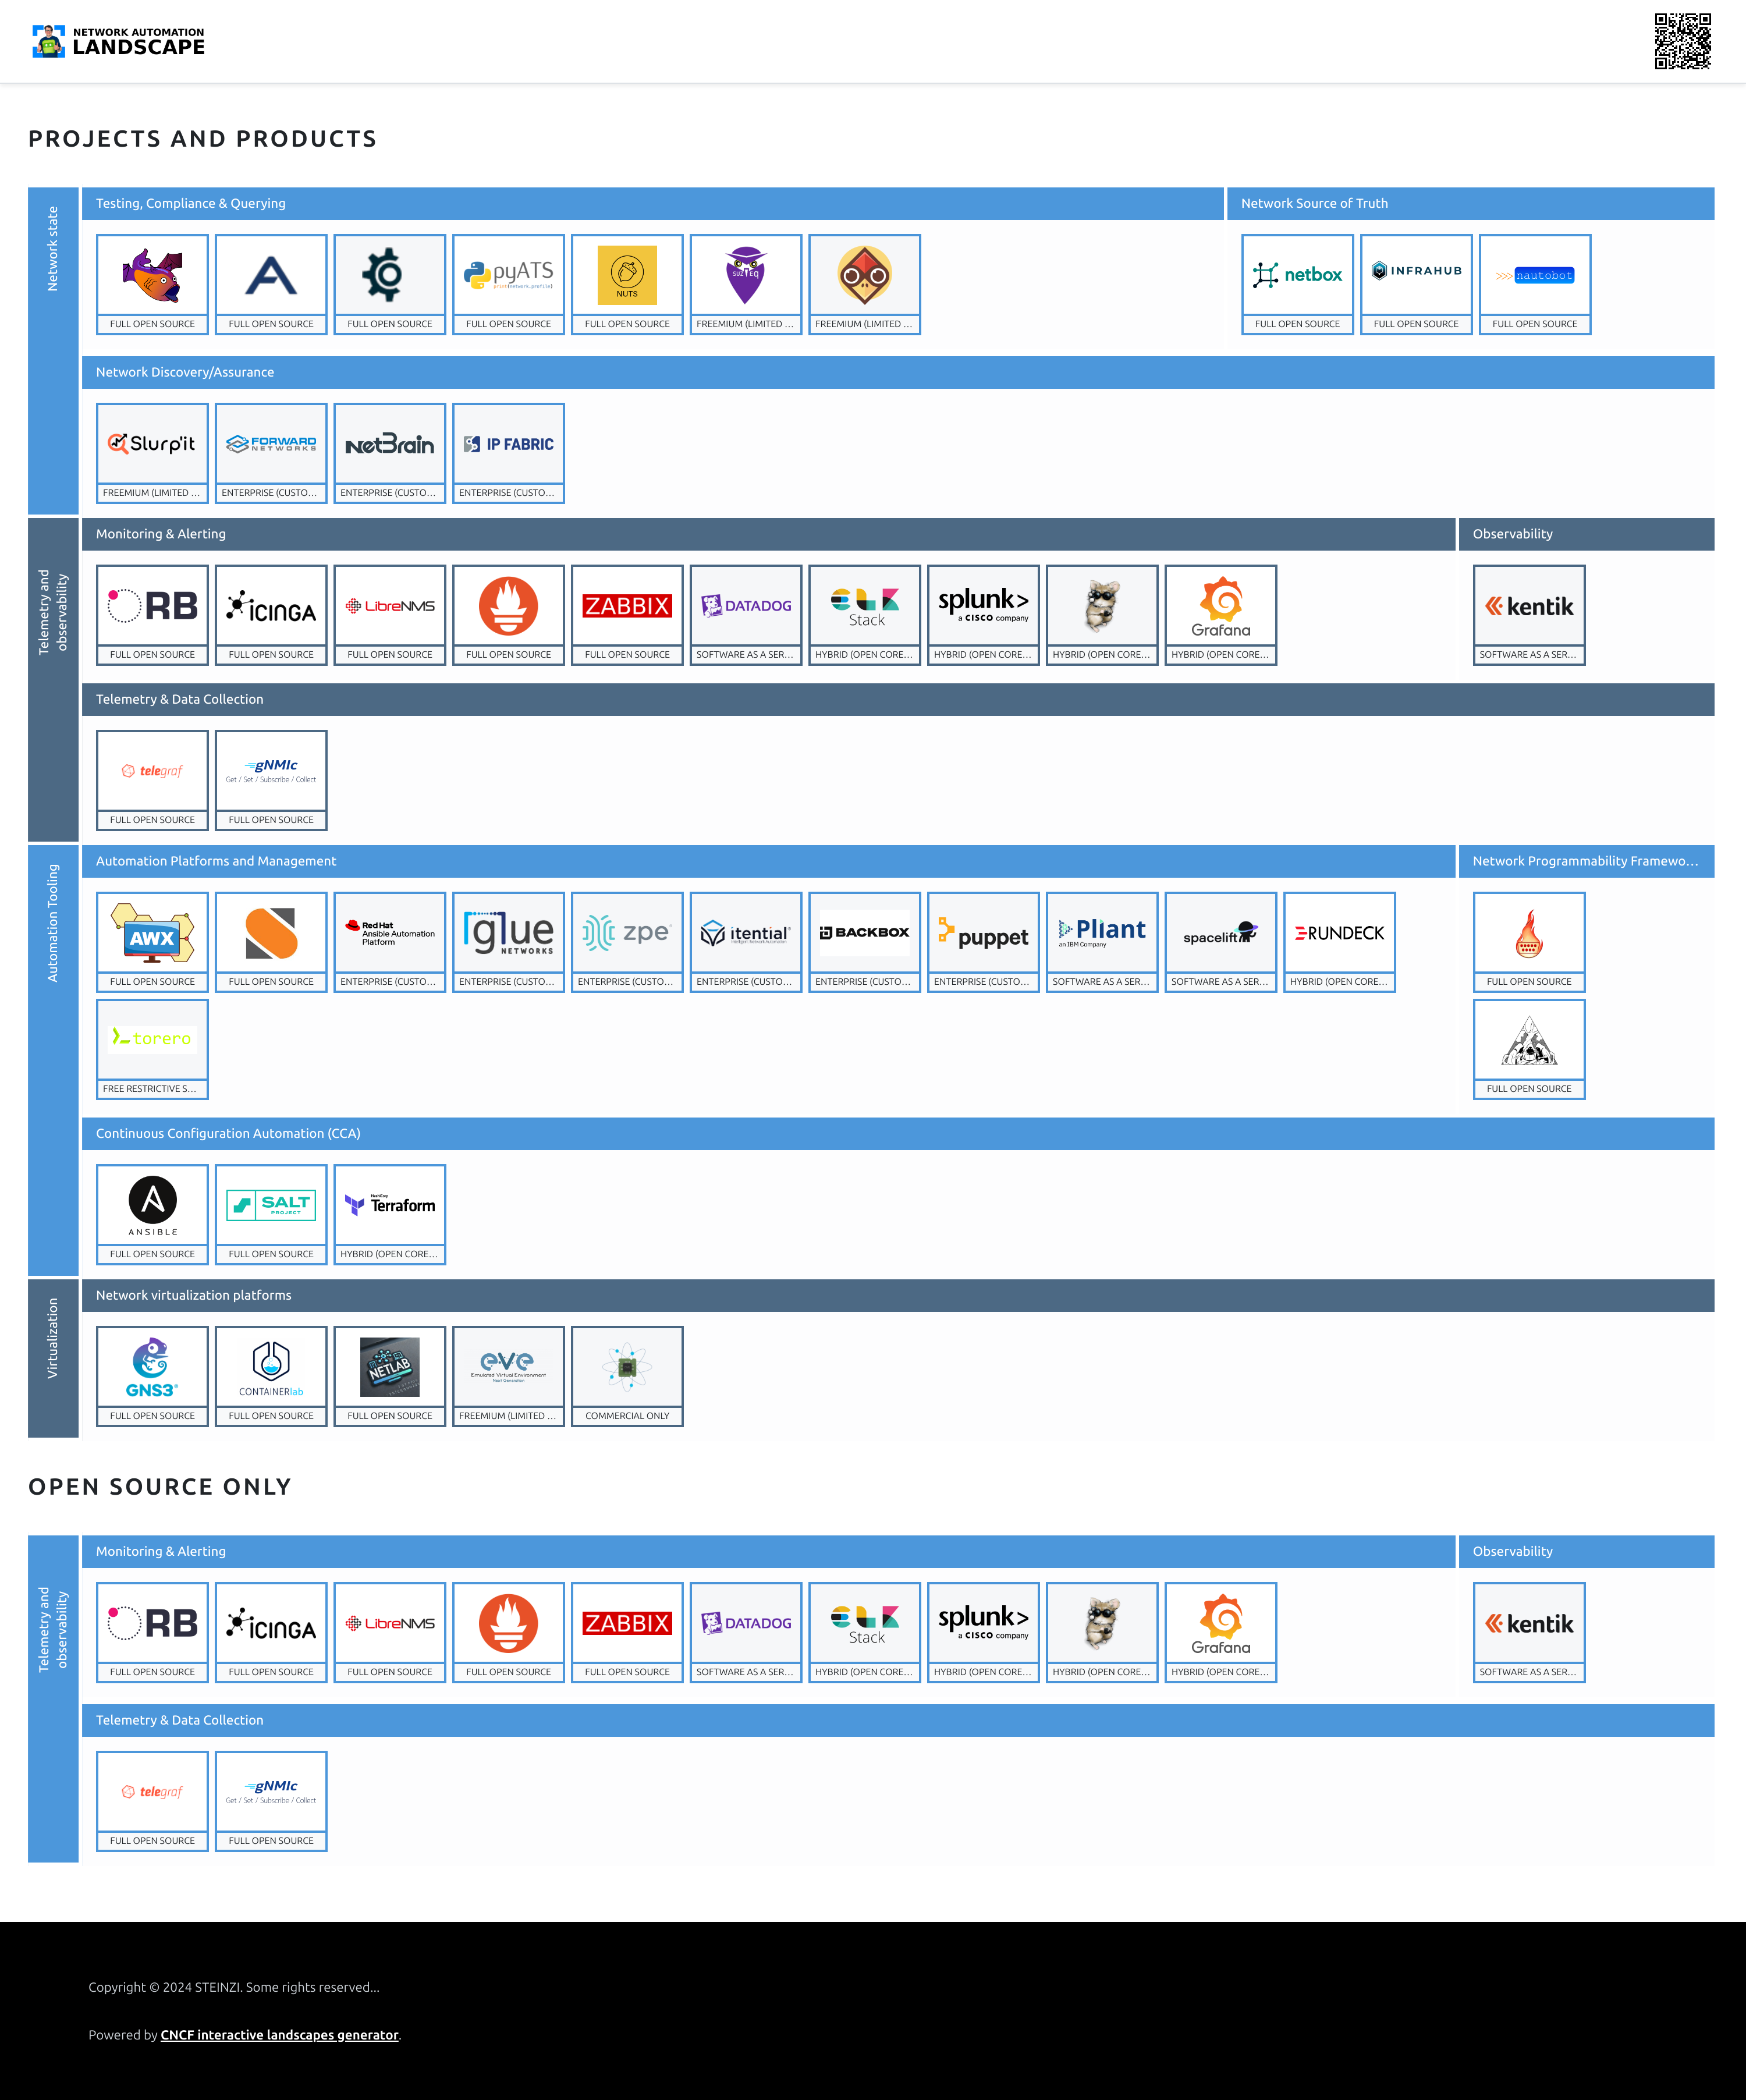 NETWORK AUTOMATION
LANDSCAPE
PROJECTS AND PRODUCTS
Network state
Testing, Compliance & Querying
Network Source of Truth
pyATS
print(network.profile)
NUTS
SUZIEQ
netbox
INFRAHUB
>>>nautobot
FULL OPEN SOURCE
FULL OPEN SOURCE
FULL OPEN SOURCE
FULL OPEN SOURCE
FULL OPEN SOURCE
FREEMIUM (LIMITED ...
FREEMIUM (LIMITED ...
FULL OPEN SOURCE
FULL OPEN SOURCE
FULL OPEN SOURCE
Network Discovery/Assurance
Slurp'it
FORWARD
NETWORKS
NetBrain
IP FABRIC
FREEMIUM (LIMITED ...
ENTERPRISE (CUSTO...
ENTERPRISE (CUSTO...
ENTERPRISE (CUSTO...
Telemetry and
observability
Monitoring & Alerting
Observability
ORB
ICINGA
LibreNMS
ZABBIX
DATADOG
ELK
Stack
splunk>
a CISCO company
Grafana
kentik
FULL OPEN SOURCE
FULL OPEN SOURCE
FULL OPEN SOURCE
FULL OPEN SOURCE
FULL OPEN SOURCE
SOFTWARE AS A SER...
HYBRID (OPEN CORE...
HYBRID (OPEN CORE...
HYBRID (OPEN CORE...
HYBRID (OPEN CORE...
SOFTWARE AS A SER...
Telemetry & Data Collection
telegraf
gNMIc
Get / Set / Subscribe / Collect
FULL OPEN SOURCE
FULL OPEN SOURCE
Automation Tooling
Automation Platforms and Management
Network Programmability Framewo...
AWX
Red Hat
Ansible Automation
Platform
glue
NETWORKS
zpe
itential
Intelligent Network Automation
BACKBOX
puppet
Pliant
an IBM Company
spacelift
RUNDECK
FULL OPEN SOURCE
FULL OPEN SOURCE
ENTERPRISE (CUSTO...
ENTERPRISE (CUSTO...
ENTERPRISE (CUSTO...
ENTERPRISE (CUSTO...
ENTERPRISE (CUSTO...
ENTERPRISE (CUSTO...
SOFTWARE AS A SER...
SOFTWARE AS A SER...
HYBRID (OPEN CORE...
FULL OPEN SOURCE
torero
FREE RESTRICTIVE S...
FULL OPEN SOURCE
Continuous Configuration Automation (CCA)
ANSIBLE
SALT
PROJECT
HashiCorp
Terraform
FULL OPEN SOURCE
FULL OPEN SOURCE
HYBRID (OPEN CORE...
Virtualization
Network virtualization platforms
GNS3
CONTAINERlab
NETLAB
eve
Emulated Virtual Environment
Next Generation
FULL OPEN SOURCE
FULL OPEN SOURCE
FULL OPEN SOURCE
FREEMIUM (LIMITED ...
COMMERCIAL ONLY
OPEN SOURCE ONLY
Telemetry and
observability
Monitoring & Alerting
Observability
ORB
ICINGA
LibreNMS
ZABBIX
DATADOG
ELK
Stack
splunk>
a CISCO company
Grafana
kentik
FULL OPEN SOURCE
FULL OPEN SOURCE
FULL OPEN SOURCE
FULL OPEN SOURCE
FULL OPEN SOURCE
SOFTWARE AS A SER...
HYBRID (OPEN CORE...
HYBRID (OPEN CORE...
HYBRID (OPEN CORE...
HYBRID (OPEN CORE...
SOFTWARE AS A SER...
Telemetry & Data Collection
telegraf
gNMIc
Get / Set / Subscribe / Collect
FULL OPEN SOURCE
FULL OPEN SOURCE
Copyright © 2024 STEINZI. Some rights reserved...
Powered by CNCF interactive landscapes generator.